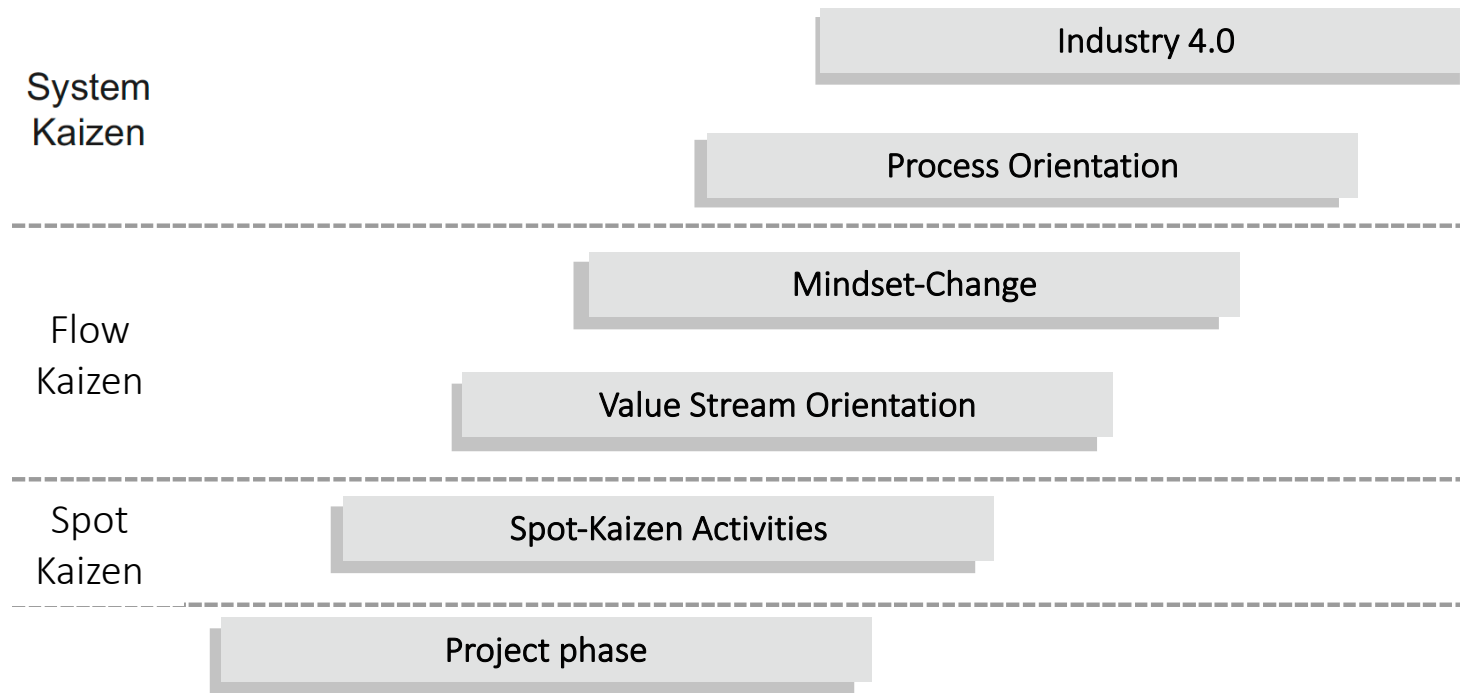 Industry 4.0
System
Kaizen
Process Orientation
Mindset-Change
Flow
Kaizen
Value Stream Orientation
Spot
Kaizen
Spot-Kaizen Activities
Project phase